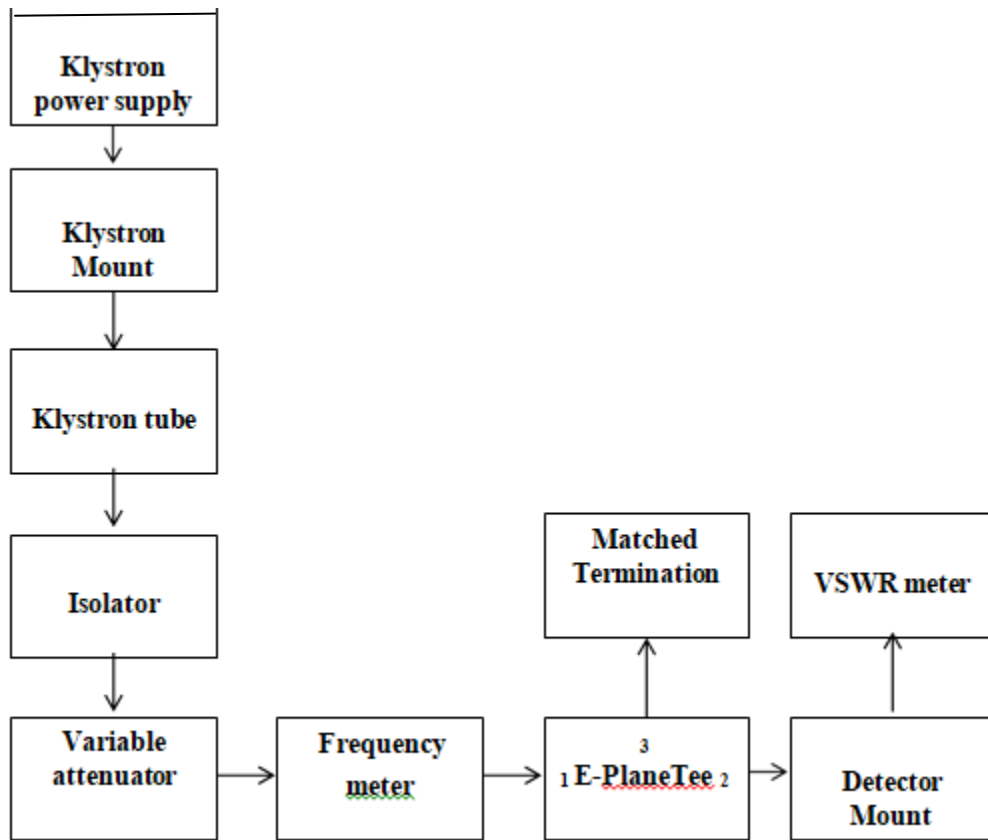 Klystron
power supply
Klystron
Mount
Klystron tube
Isolator
Variable
attenuator
Frequency
meter
Matched
Termination
3
1 E-PlaneTee 2
VSWR meter
Detector
Mount